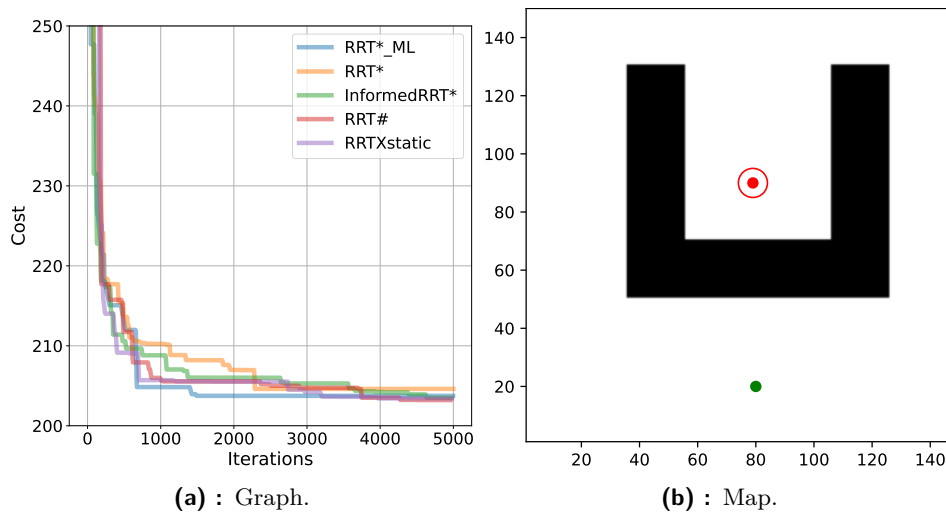 250
240
230
220
210
200
Cost
0 1000 2000 3000 4000 5000
Iterations
RRT*_ML
RRT*
InformedRRT*
RRT#
RRTXstatic
(a) : Graph.
140
120
100
80
60
40
20
20 40 60 80 100 120 140
(b) : Map.